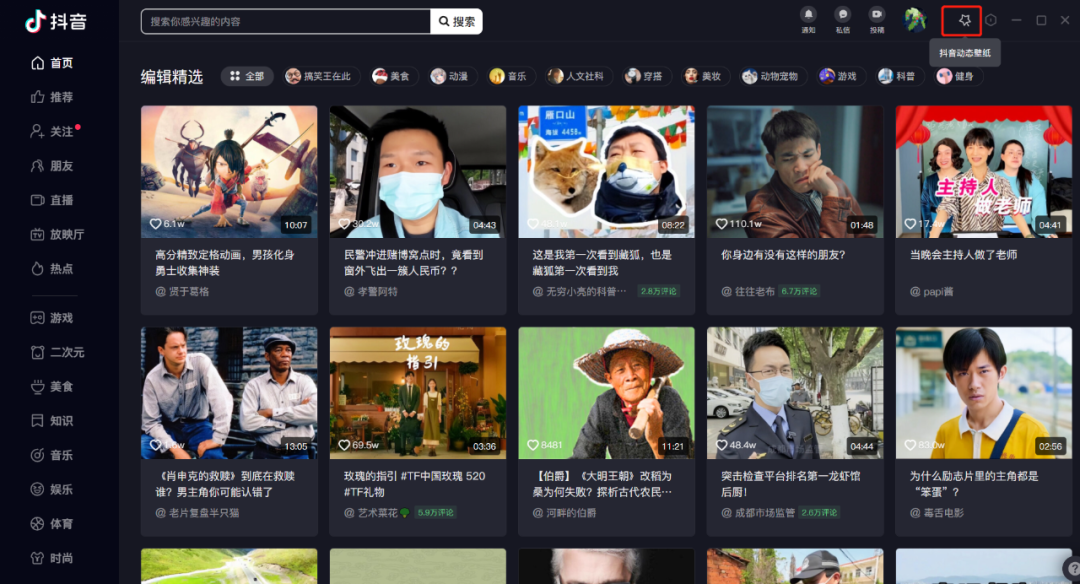 抖音
搜索你感兴趣的内容
搜索
通知
私信
投稿
抖音动态壁纸
首页
推荐
关注
朋友
直播
放映厅
热点
游戏
二次元
美食
知识
音乐
娱乐
体育
时尚
编辑精选
全部
搞笑王在此
美食
动漫
音乐
人文社科
穿搭
美妆
动物宠物
游戏
科普
健身
6.1w
10:07
高分精致定格动画，男孩化身
勇士收集神装
@ 贤于葛格
30.2w
04:43
民警冲进赌博窝点时，竟看到
窗外飞出一簇人民币？？
@ 孝警阿特
雁口山
海拔 4458
08:22
这是我第一次看到藏狐，也是
藏狐第一次看到我
@ 无穷小亮的科普…
2.8万评论
110.1w
01:48
你身边有没有这样的朋友？
@ 往往老布
6.7万评论
主持人
做老师
04:41
当晚会主持人做了老师
@ papi酱
13:05
《肖申克的救赎》到底在救赎
谁？男主角你可能认错了
@ 老片复盘半只猫
玫瑰的
指引
69.5w
03:36
玫瑰的指引 #TF中国玫瑰 520
#TF礼物
@ 艺术菜花
5.9万评论
8481
11:21
【伯爵】《大明王朝》改稻为
桑为何失败？探析古代农民…
@ 河畔的伯爵
48.4w
04:44
突击检查平台排名第一龙虾馆
后厨！
@ 成都市场监管
2.6万评论
83.0w
02:56
为什么励志片里的主角都是
“笨蛋”？
@ 毒舌电影